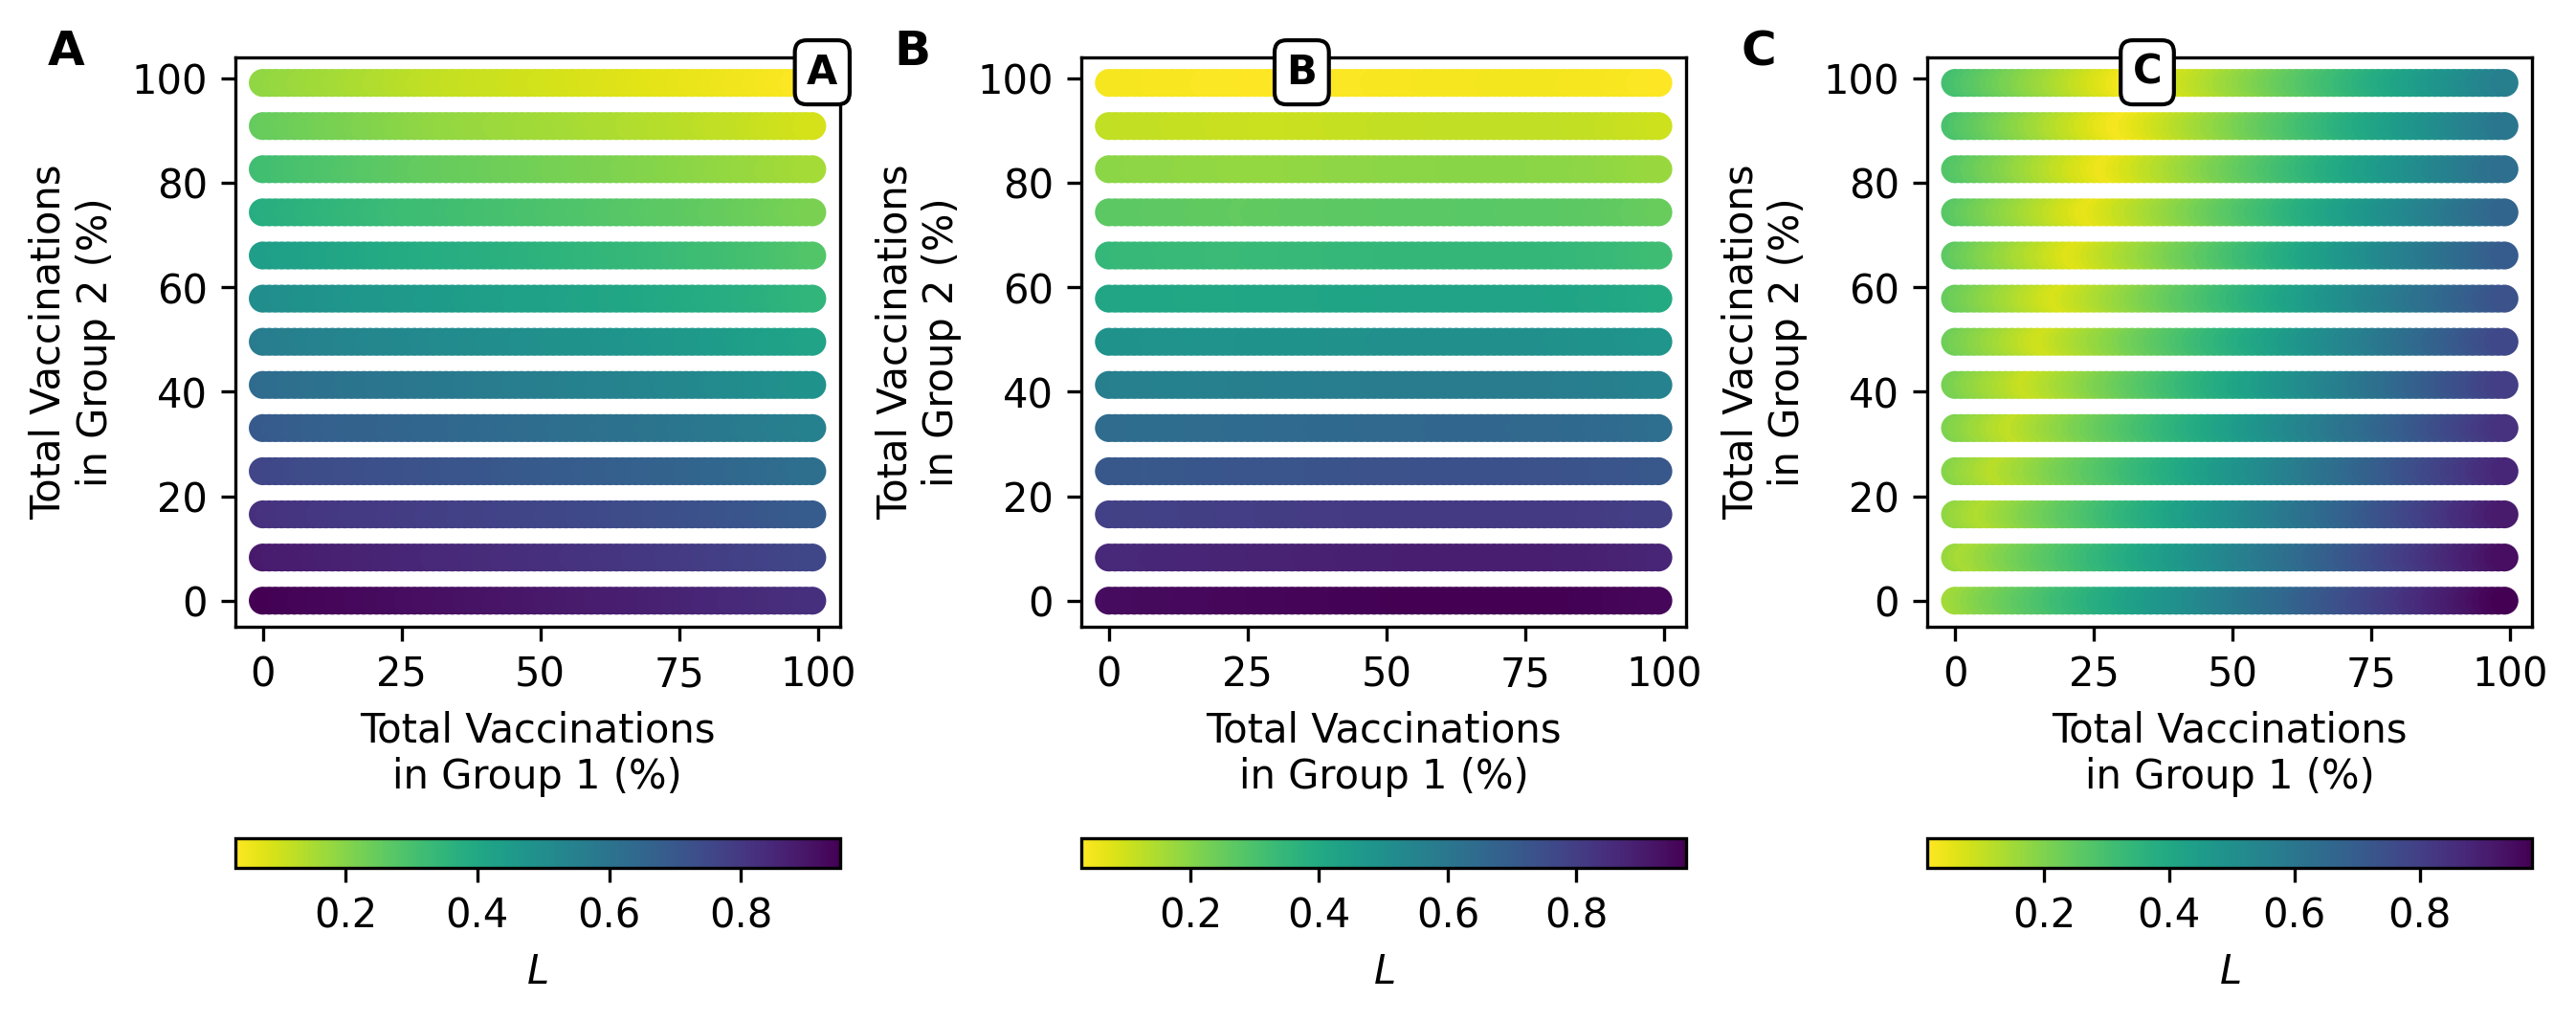 A
B
C
A
B
C
Total Vaccinations
in Group 2 (%)
100
80
60
40
20
0
0 25 50 75 100
Total Vaccinations
in Group 1 (%)
0.2 0.4 0.6 0.8
L
Total Vaccinations
in Group 2 (%)
100
80
60
40
20
0
0 25 50 75 100
Total Vaccinations
in Group 1 (%)
0.2 0.4 0.6 0.8
L
Total Vaccinations
in Group 2 (%)
100
80
60
40
20
0
0 25 50 75 100
Total Vaccinations
in Group 1 (%)
0.2 0.4 0.6 0.8
L